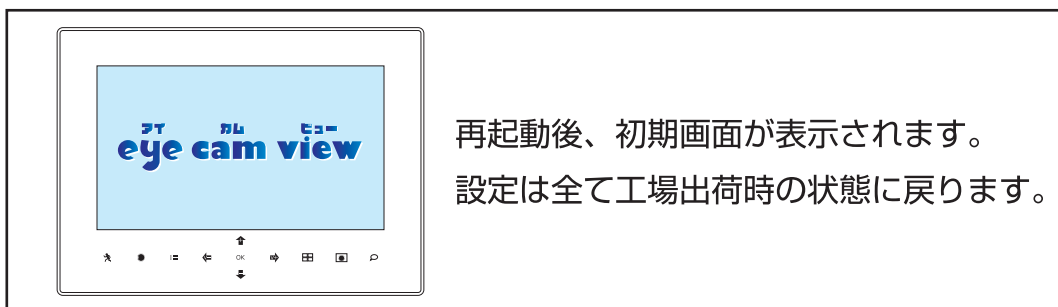 アイ カム ビュー
eye cam view
OK
再起動後、初期画面が表示されます。
設定は全て工場出荷時の状態に戻ります。